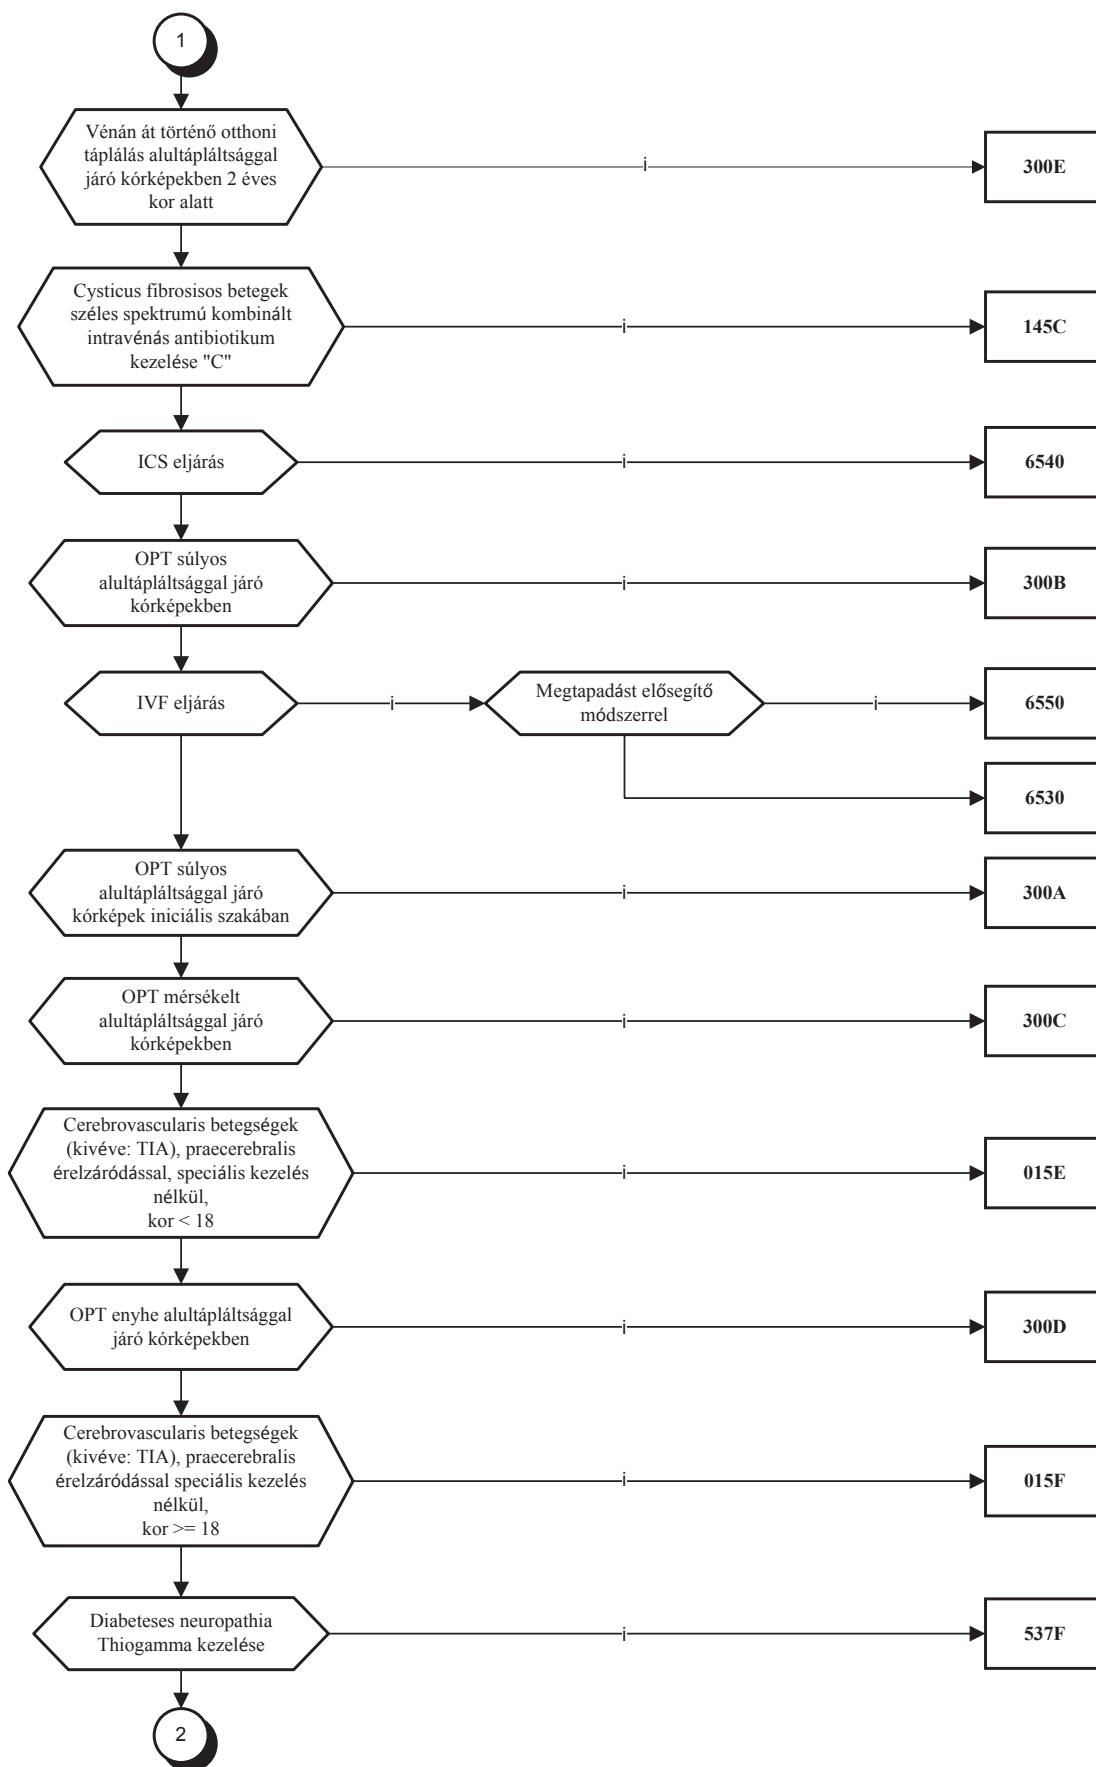 1
Vénán át történő otthoni
táplálás alultápláltsággal
járó kórképekben 2 éves
kor alatt
i
300E
Cysticus fibrosisos betegek
széles spektrumú kombinált
intravénás antibiotikum
kezelése "C"
i
145C
ICS eljárás
i
6540
OPT súlyos
alultápláltsággal járó
kórképekben
i
300B
IVF eljárás
i
Megtapadást elősegítő
módszerrel
i
6550
6530
OPT súlyos
alultápláltsággal járó
kórképek iniciális szakában
i
300A
OPT mérsékelt
alultápláltsággal járó
kórképekben
i
300C
Cerebrovascularis betegségek
(kivéve: TIA), praecerebralis
érelzáródással, speciális kezelés
nélkül,
kor < 18
i
015E
OPT enyhe alultápláltsággal
járó kórképekben
i
300D
Cerebrovascularis betegségek
(kivéve: TIA), praecerebralis
érelzáródással speciális kezelés
nélkül,
kor >= 18
i
015F
Diabeteses neuropathia
Thiogamma kezelése
i
537F
2